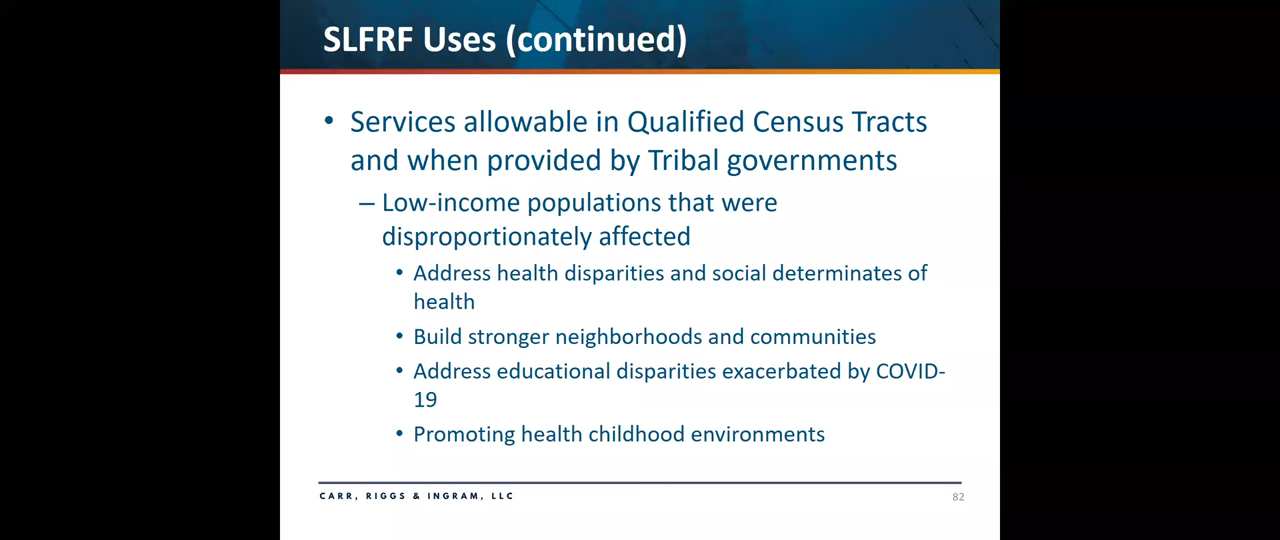 SLFRF Uses (continued)
• Services allowable in Qualified Census Tracts
and when provided by Tribal governments
– Low-income populations that were
disproportionately affected
• Address health disparities and social determinates of
health
• Build stronger neighborhoods and communities
• Address educational disparities exacerbated by COVID-
19
• Promoting health childhood environments
CARR, RIGGS & INGRAM, LLC
82